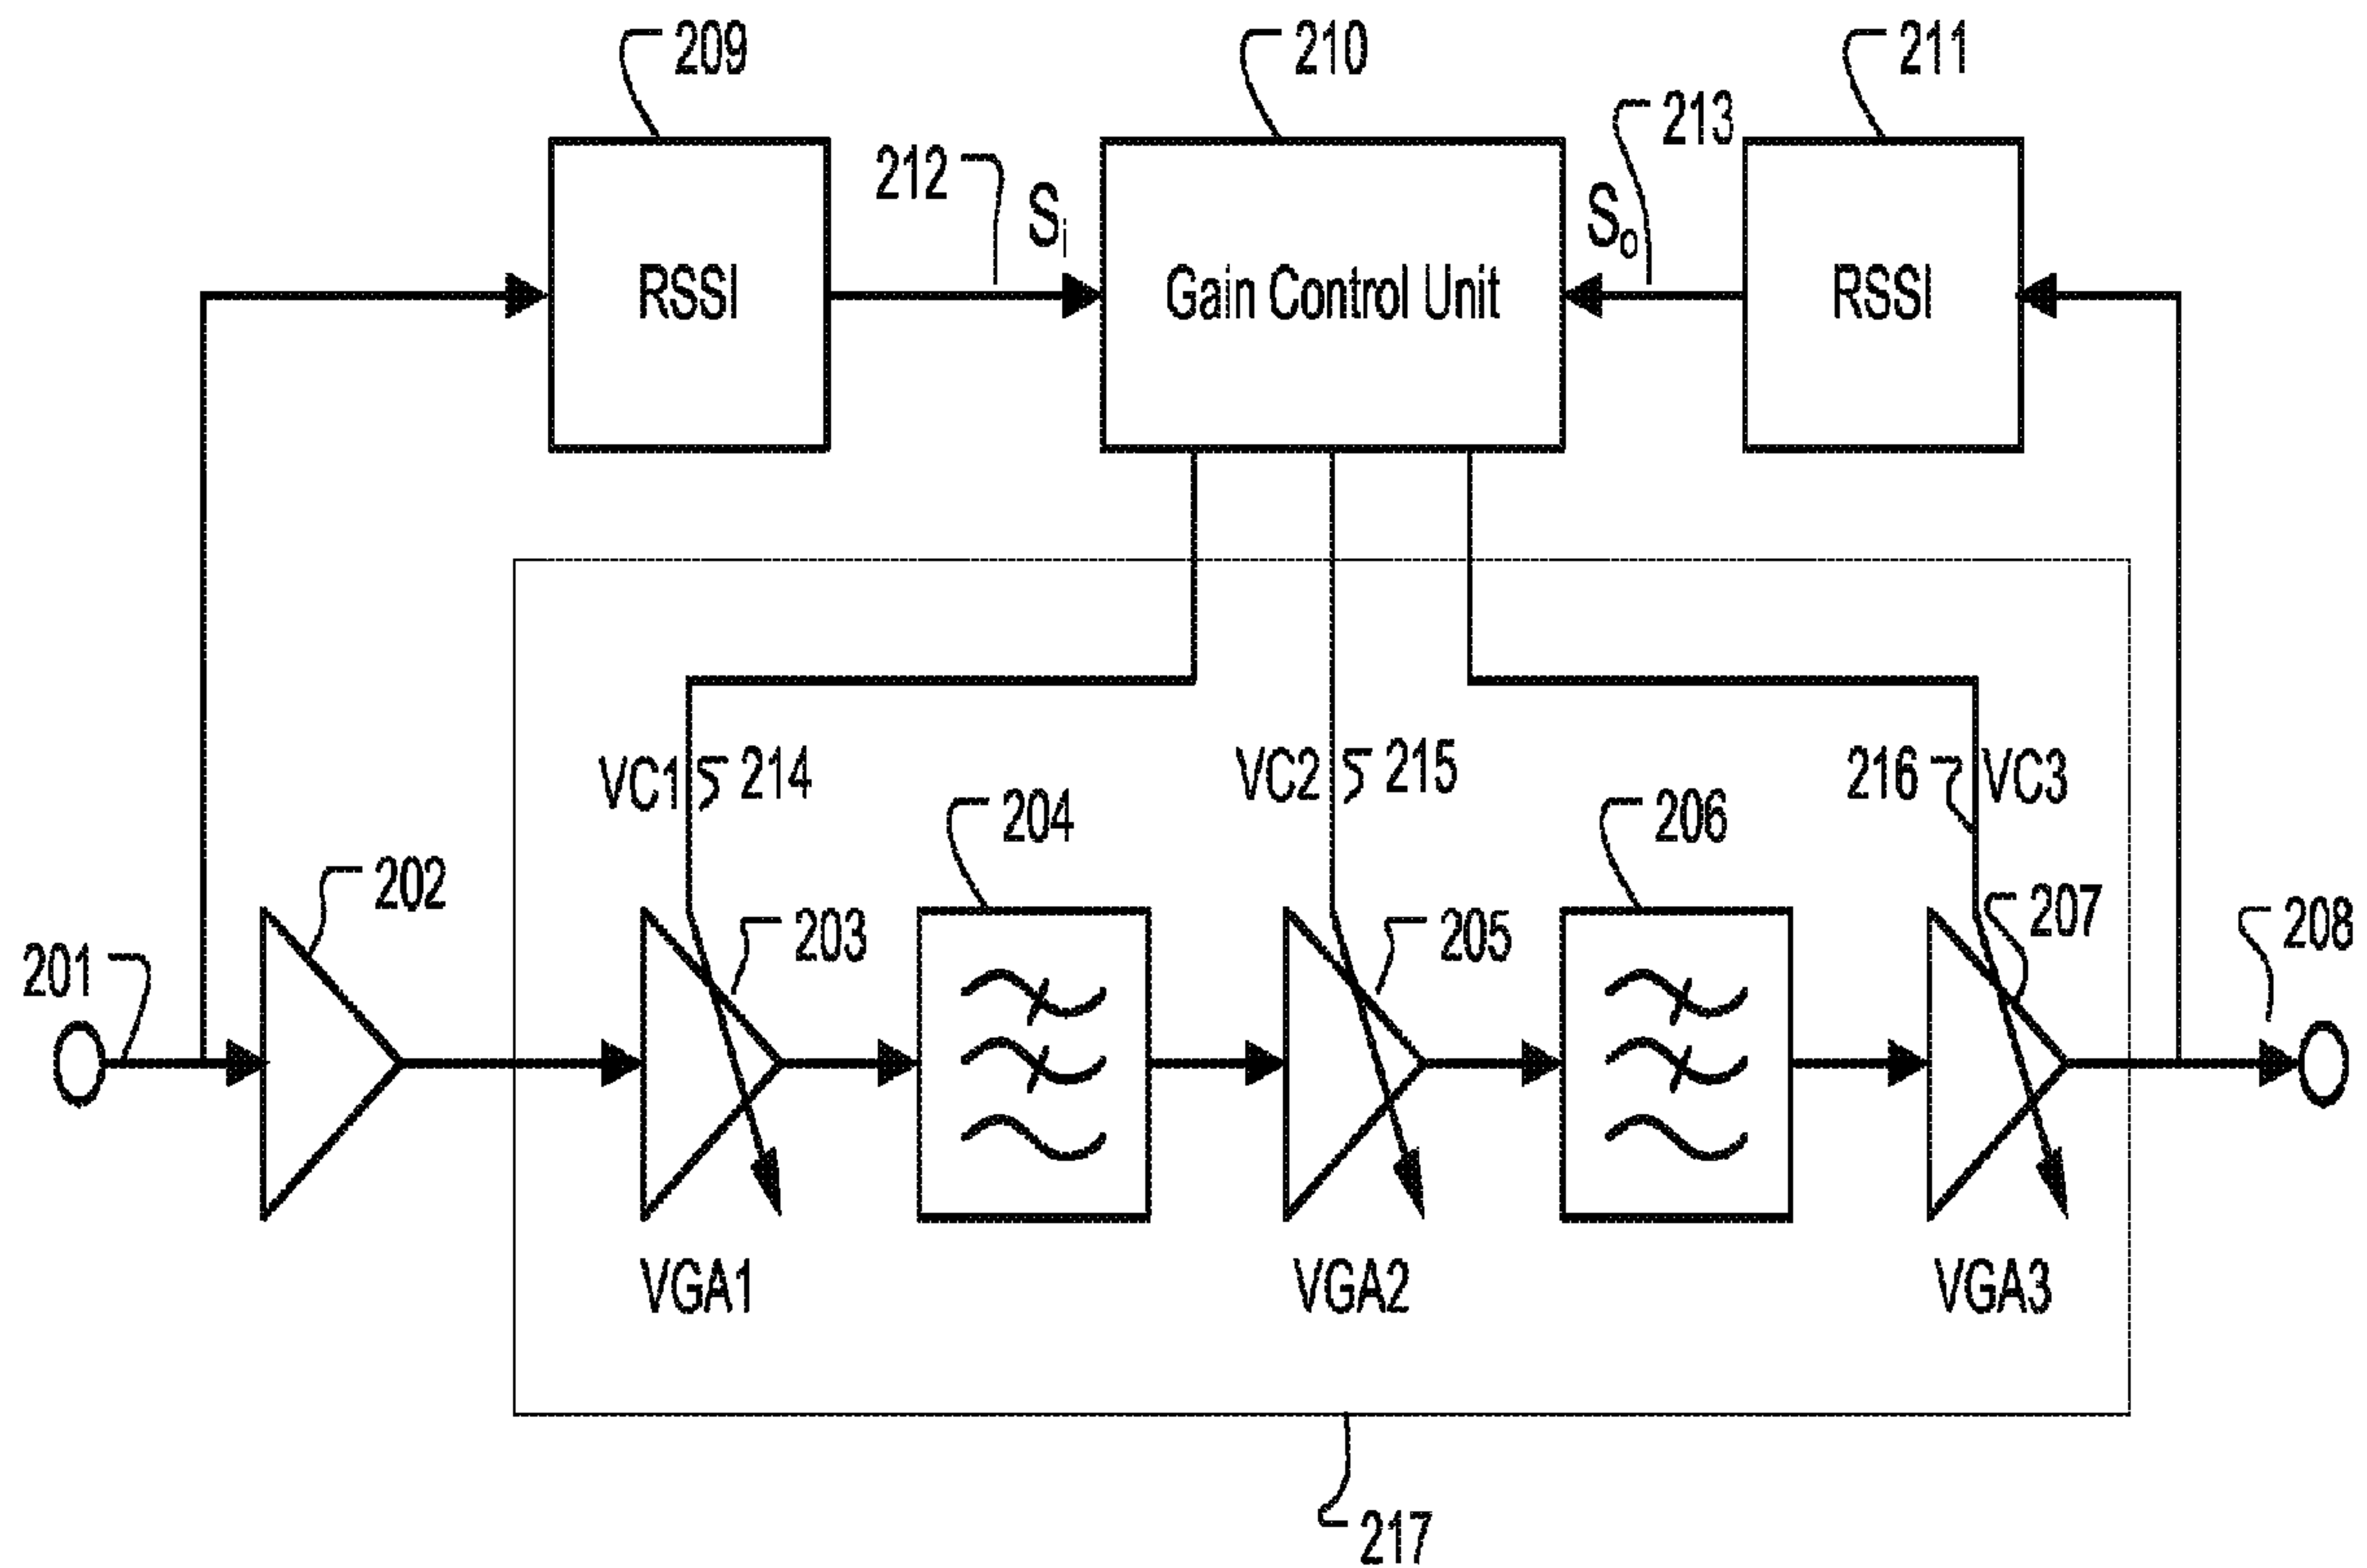 209
210
211
213
212
Si
So
RSSI
Gain Control Unit
RSSI
VC1
214
VC2
215
216
VC3
204
206
202
203
205
207
208
201
VGA1
VGA2
VGA3
217